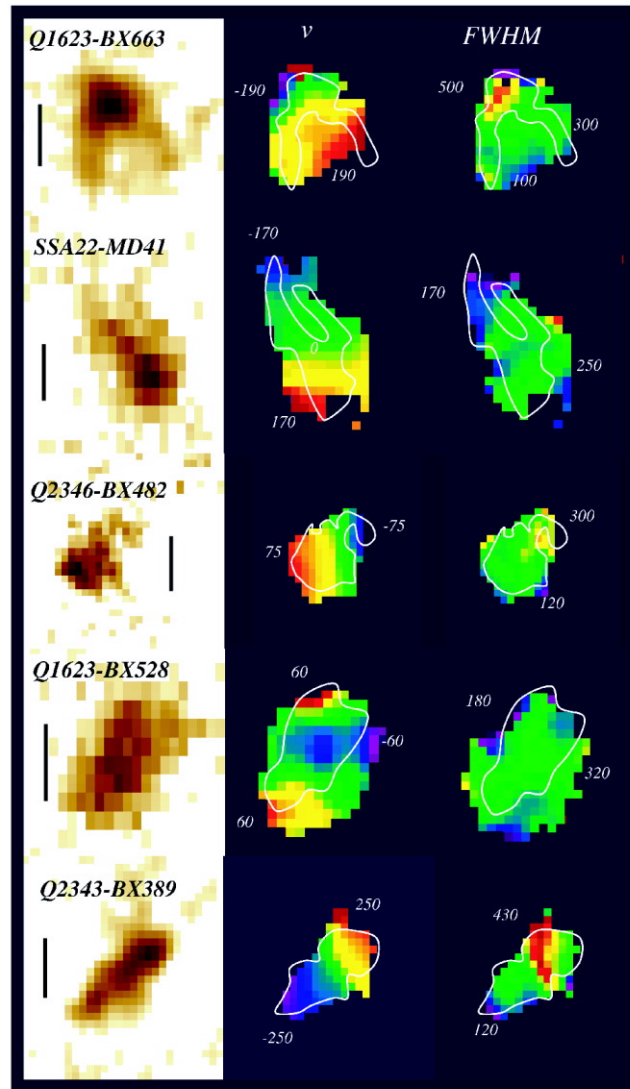 Q1623-BX663 v FWHM
-190 500
300
190 100
SSA22-MD41 -170
170
0
250
170
Q2346-BX482
-75 300
75
120
Q1623-BX528 60 180
-60
320
60
Q2343-BX389 250 430
-250 120